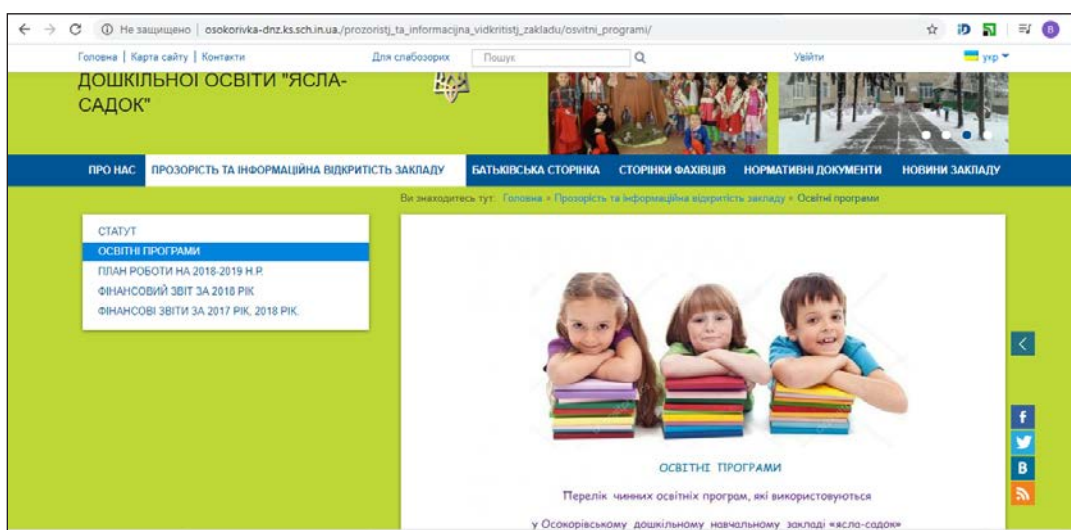 Не защищено | osokorivka-dnz.ks.sch.in.ua./prozoristj_ta_informacijna_vidkritistj_zakladu/osvitni_programi/
Головна | Карта сайту | Контакти Для слабозорих Пошук Увійти укр
ДОШКІЛЬНОЇ ОСВІТИ "ЯСЛА-
САДОК"
ПРО НАС ПРОЗОРІСТЬ ТА ІНФОРМАЦІЙНА ВІДКРИТІСТЬ ЗАКЛАДУ БАТЬКІВСЬКА СТОРІНКА СТОРІНКИ ФАХІВЦІВ НОРМАТИВНІ ДОКУМЕНТИ НОВИНИ ЗАКЛАДУ
Ви знаходитесь тут: Головна » Прозорість та інформаційна відкритість закладу » Освітні програми
СТАТУТ
ОСВІТНІ ПРОГРАМИ
ПЛАН РОБОТИ НА 2018-2019 Н.Р.
ФІНАНСОВИЙ ЗВІТ ЗА 2016 РІК
ФІНАНСОВІ ЗВІТИ ЗА 2017 РІК, 2018 РІК.
ОСВІТНІ ПРОГРАМИ
Перелік чинних освітніх програм, які використовуються
у Осокорівському дошкільному навчальному закладі «ясла-садок»